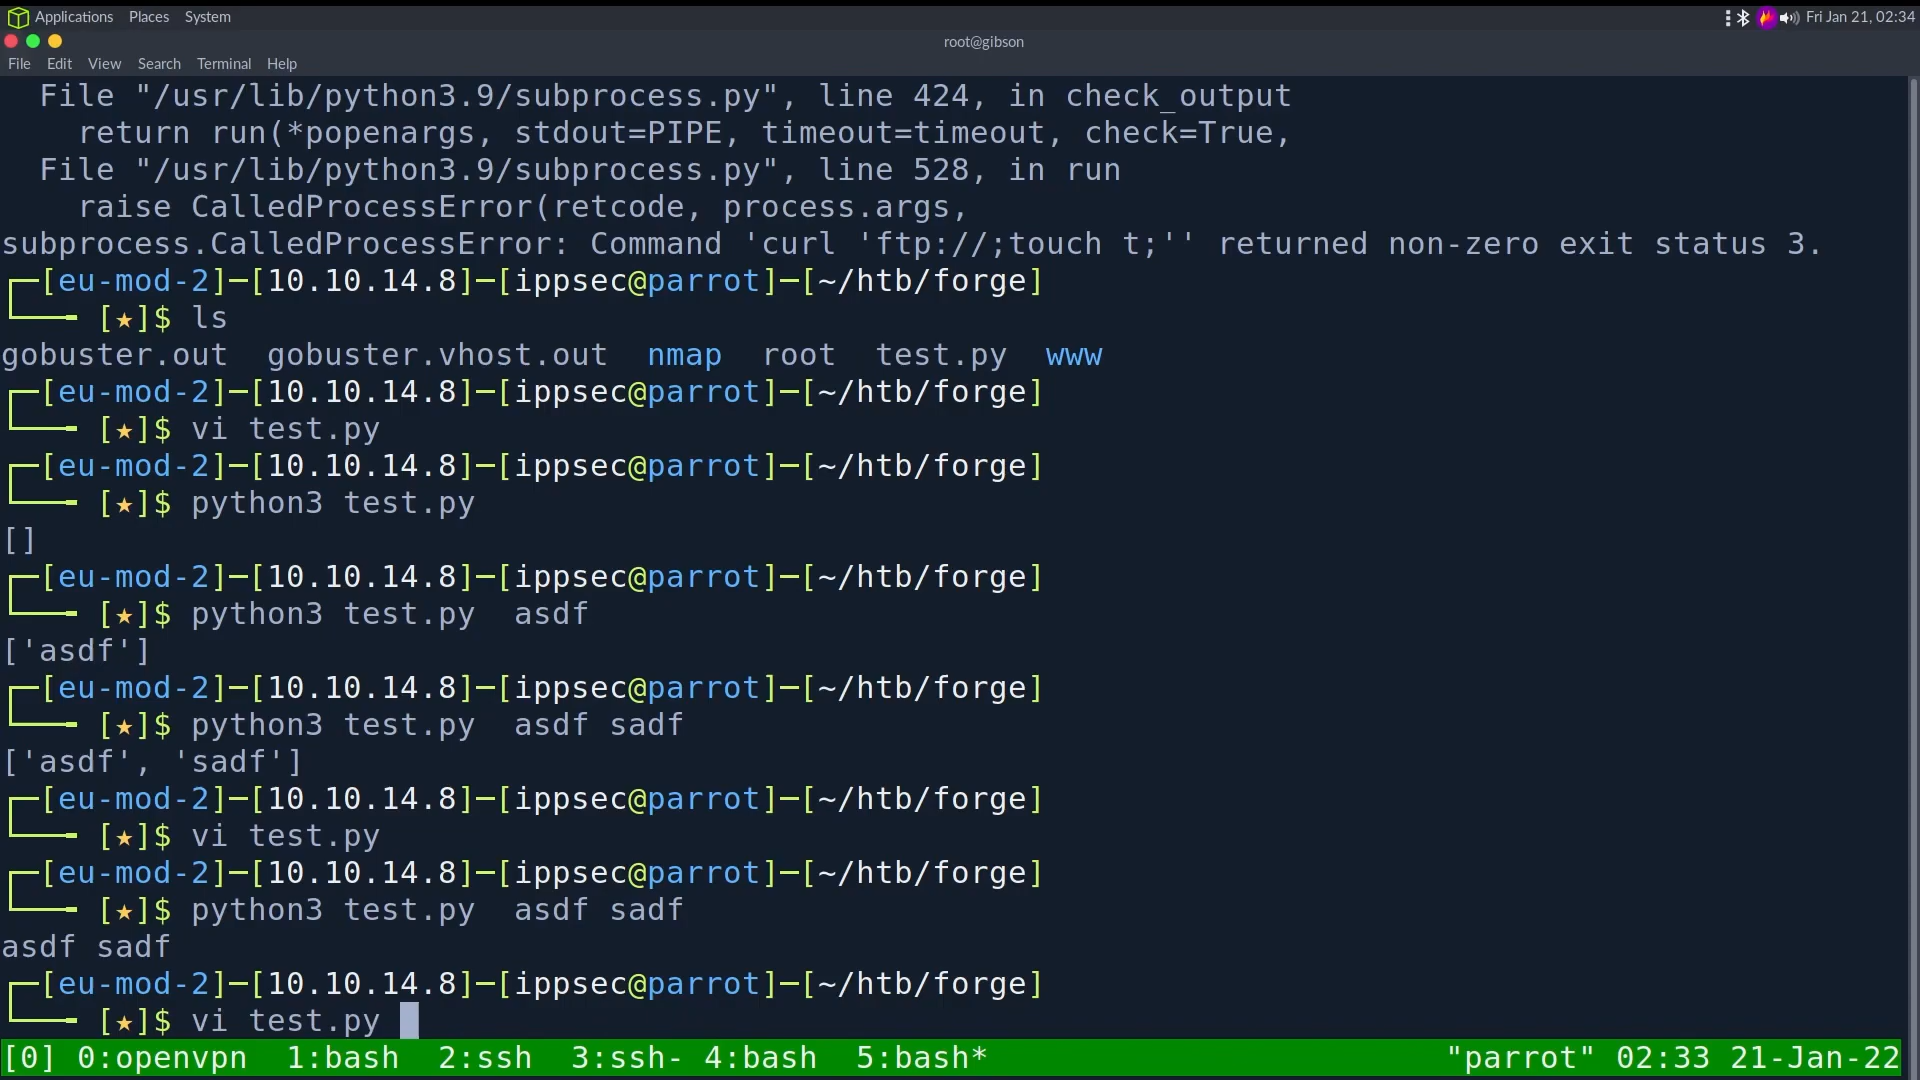 Applications Places System Fri Jan 21, 02:34
root@gibson
File Edit View Search Terminal Help
  File "/usr/lib/python3.9/subprocess.py", line 424, in check_output
    return run(*popenargs, stdout=PIPE, timeout=timeout, check=True,
  File "/usr/lib/python3.9/subprocess.py", line 528, in run
    raise CalledProcessError(retcode, process.args,
subprocess.CalledProcessError: Command 'curl 'ftp://;touch t;'' returned non-zero exit status 3.
┌─[eu-mod-2]─[10.10.14.8]─[ippsec@parrot]─[~/htb/forge]
└──╼ [★]$ ls
gobuster.out  gobuster.vhost.out  nmap  root  test.py  www
┌─[eu-mod-2]─[10.10.14.8]─[ippsec@parrot]─[~/htb/forge]
└──╼ [★]$ vi test.py
┌─[eu-mod-2]─[10.10.14.8]─[ippsec@parrot]─[~/htb/forge]
└──╼ [★]$ python3 test.py
[]
┌─[eu-mod-2]─[10.10.14.8]─[ippsec@parrot]─[~/htb/forge]
└──╼ [★]$ python3 test.py  asdf
['asdf']
┌─[eu-mod-2]─[10.10.14.8]─[ippsec@parrot]─[~/htb/forge]
└──╼ [★]$ python3 test.py  asdf sadf
['asdf', 'sadf']
┌─[eu-mod-2]─[10.10.14.8]─[ippsec@parrot]─[~/htb/forge]
└──╼ [★]$ vi test.py
┌─[eu-mod-2]─[10.10.14.8]─[ippsec@parrot]─[~/htb/forge]
└──╼ [★]$ python3 test.py  asdf sadf
asdf sadf
┌─[eu-mod-2]─[10.10.14.8]─[ippsec@parrot]─[~/htb/forge]
└──╼ [★]$ vi test.py
[0] 0:openvpn  1:bash  2:ssh  3:ssh- 4:bash  5:bash* "parrot" 02:33 21-Jan-22